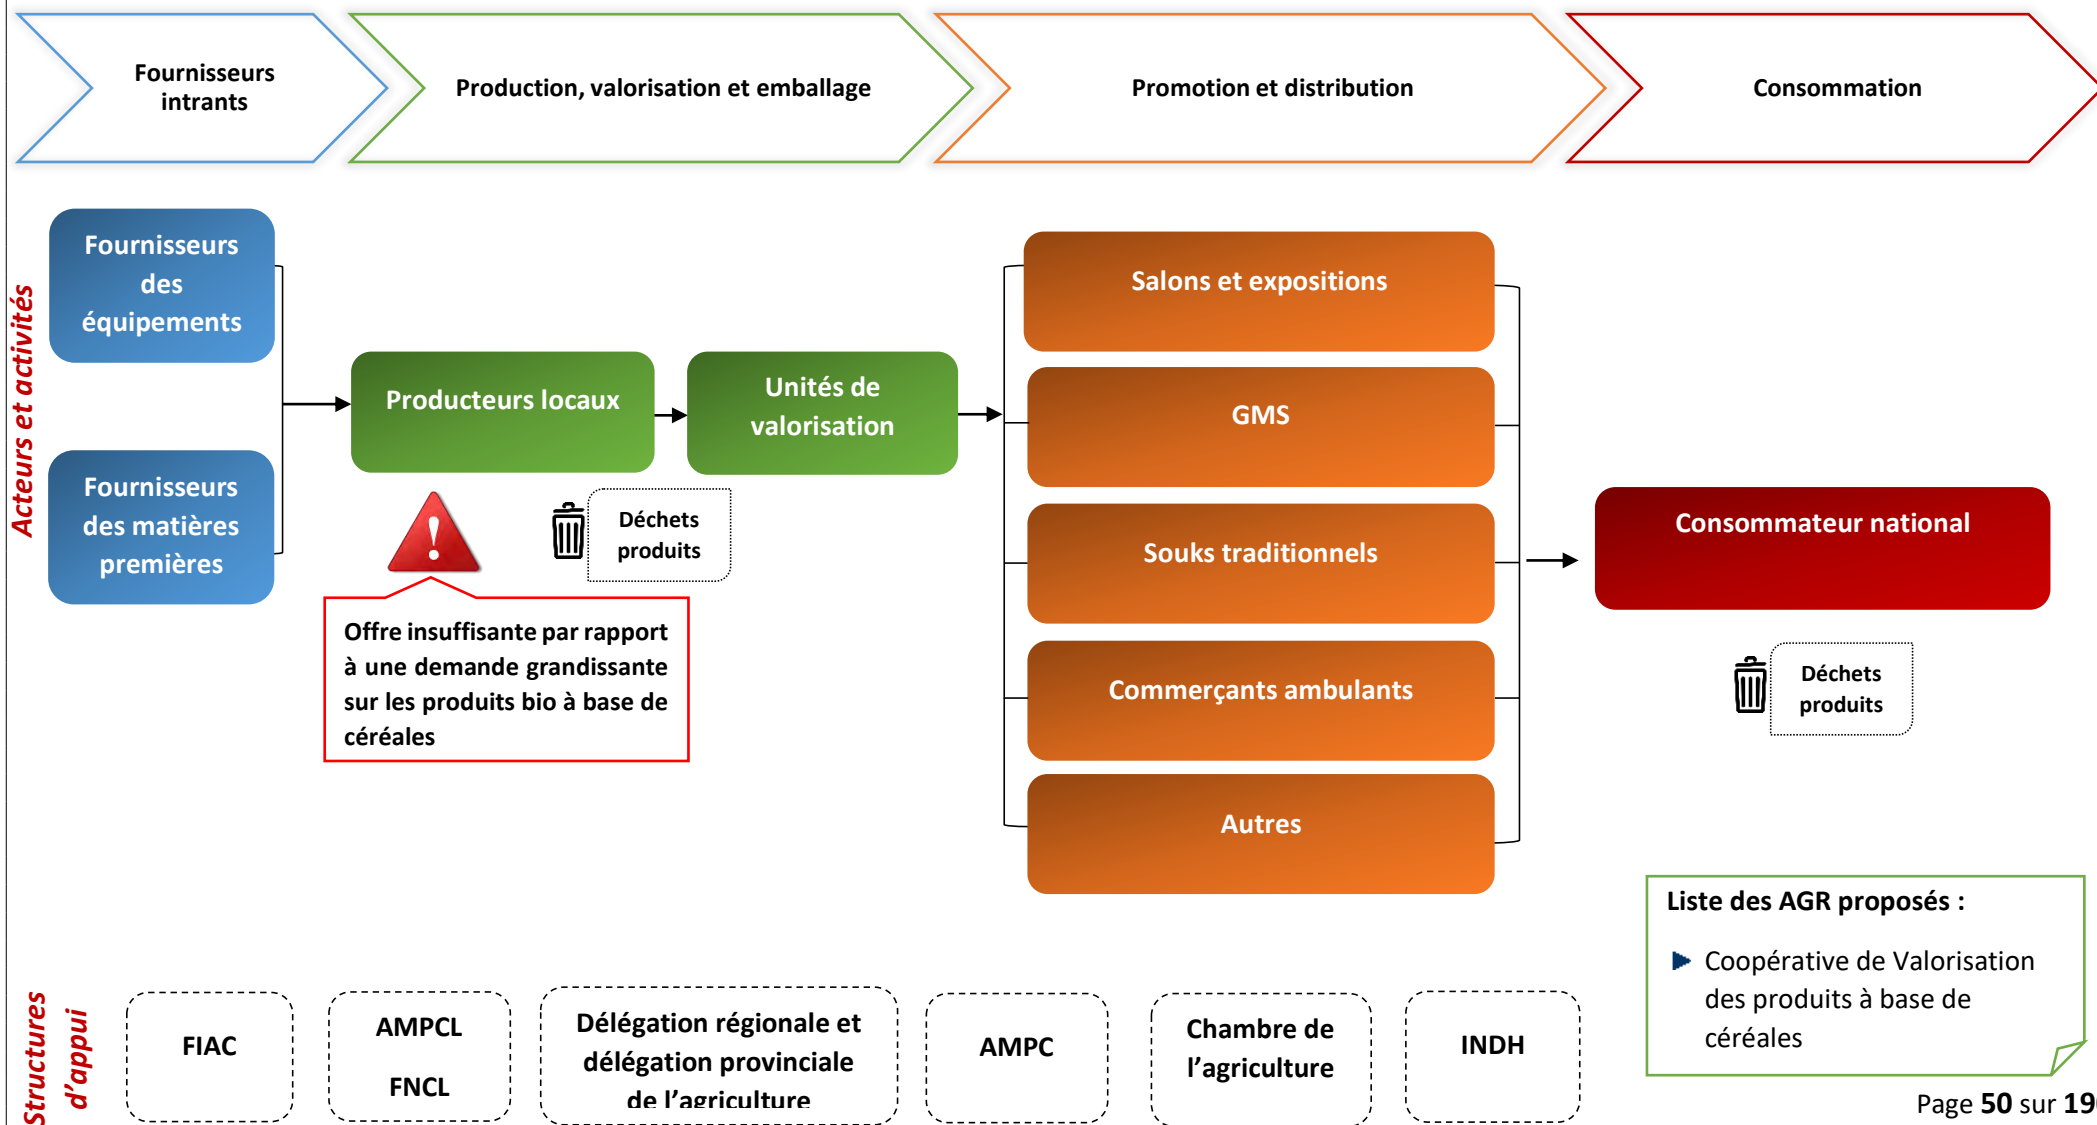 Fournisseurs
intrants
Production, valorisation et emballage
Promotion et distribution
Consommation
Acteurs et activités
Fournisseurs
des
équipements
Fournisseurs
des matières
premières
Producteurs locaux
Unités de
valorisation
Déchets
produits
Offre insuffisante par rapport
à une demande grandissante
sur les produits bio à base de
céréales
Salons et expositions
GMS
Souks traditionnels
Commerçants ambulants
Autres
Consommateur national
Déchets
produits
Liste des AGR proposés :
Coopérative de Valorisation
des produits à base de
céréales
Structures
d’appui
FIAC
AMPCL
FNCL
Délégation régionale et
délégation provinciale
de l’agriculture
AMPC
Chambre de
l’agriculture
INDH
Page 50 sur 19